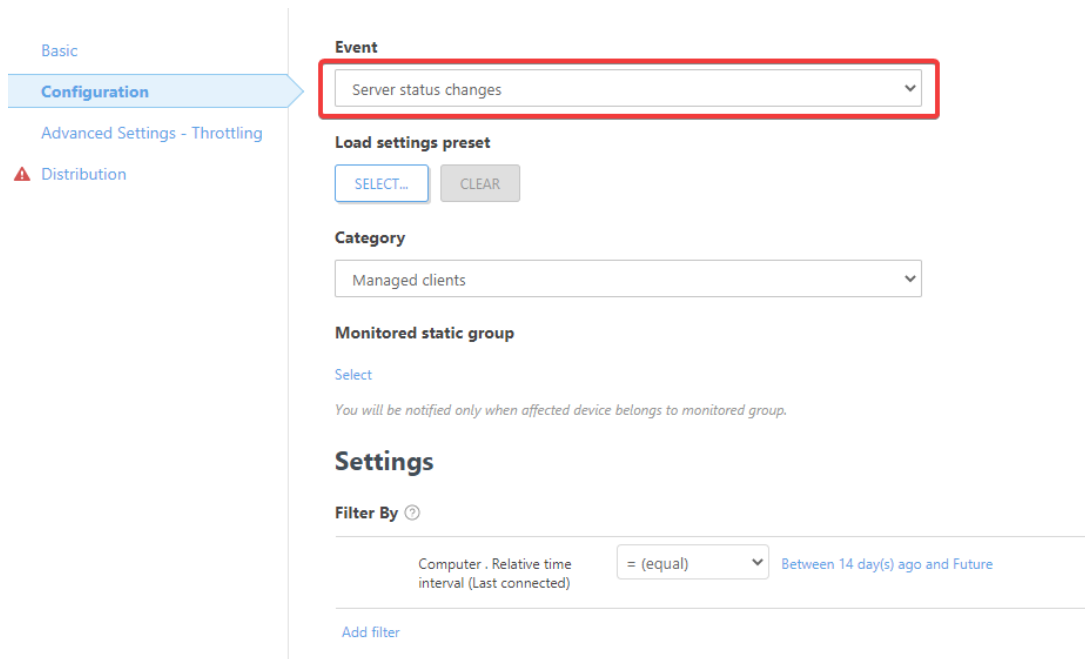 Basic
Configuration
Advanced Settings - Throttling
Distribution
Event
Server status changes
Load settings preset
SELECT...
CLEAR
Category
Managed clients
Monitored static group
Select
You will be notified only when affected device belongs to monitored group.
Settings
Filter By ?
Computer . Relative time
interval (Last connected)
= (equal)
Between 14 day(s) ago and Future
Add filter